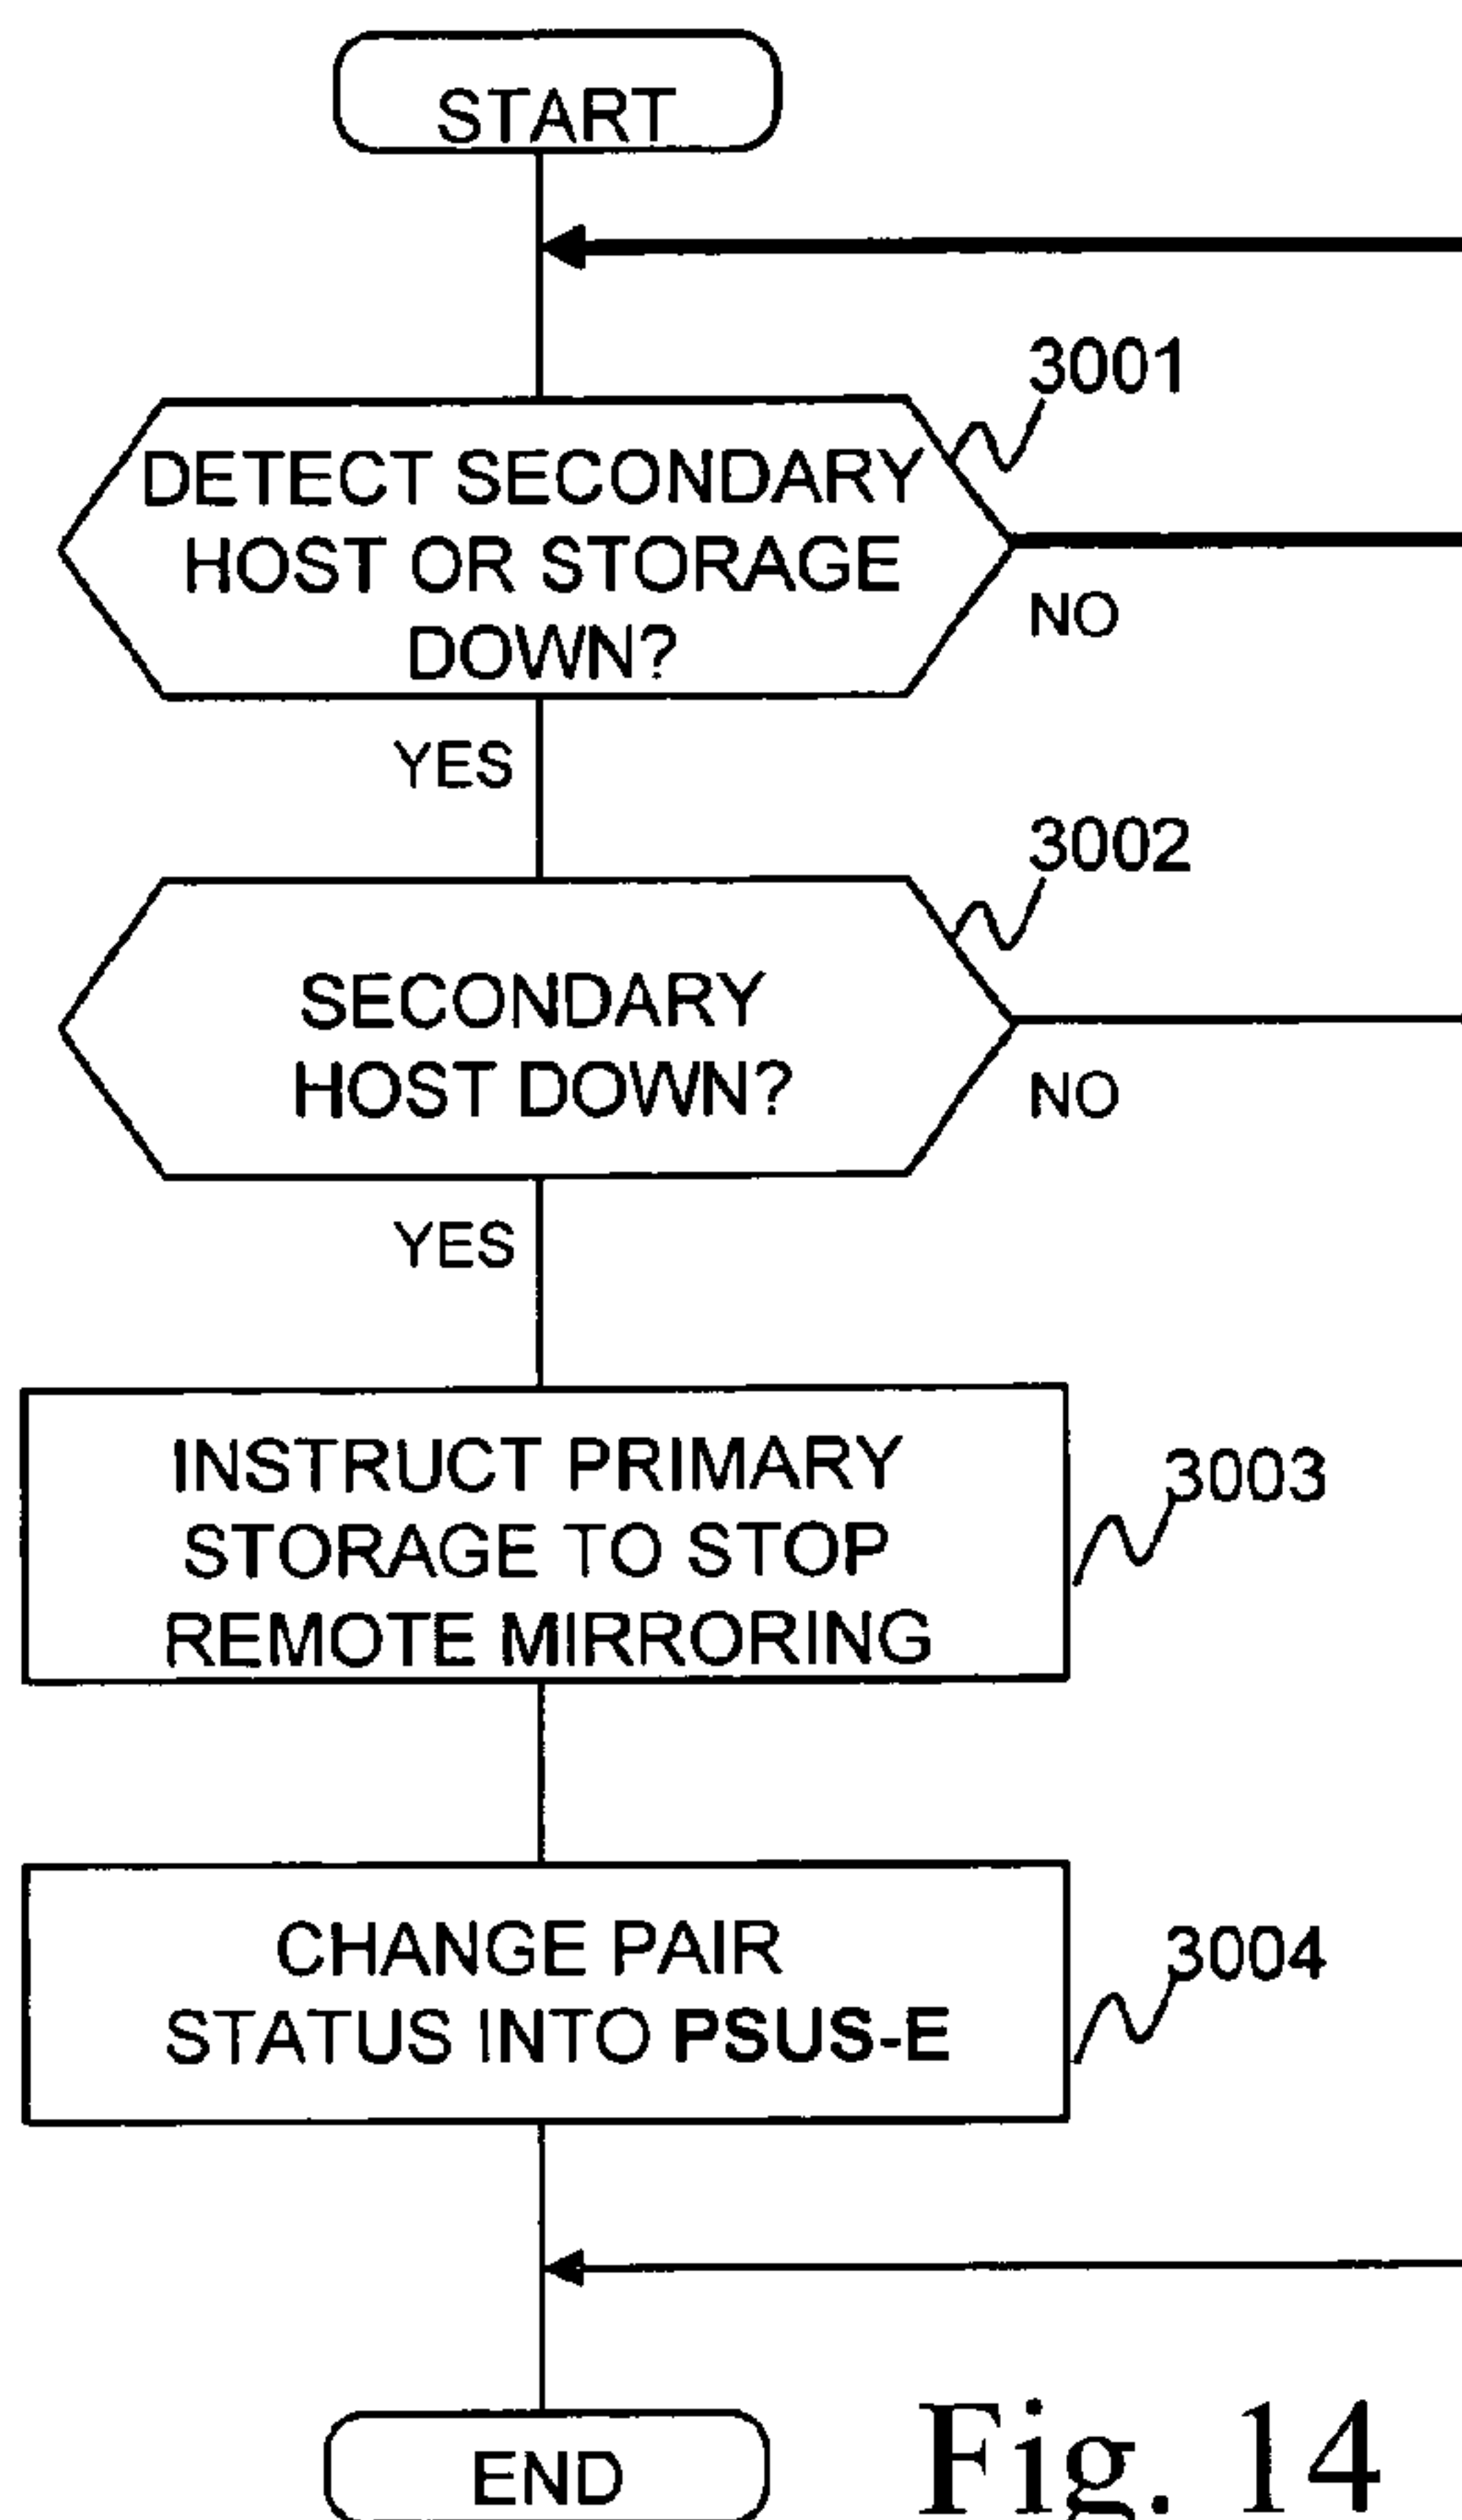 START
3001
DETECT SECONDARY
HOST OR STORAGE
DOWN?
NO
YES
3002
SECONDARY
HOST DOWN?
NO
YES
INSTRUCT PRIMARY
STORAGE TO STOP
REMOTE MIRRORING
3003
CHANGE PAIR
STATUS INTO PSUS-E
3004
END
Fig. 14